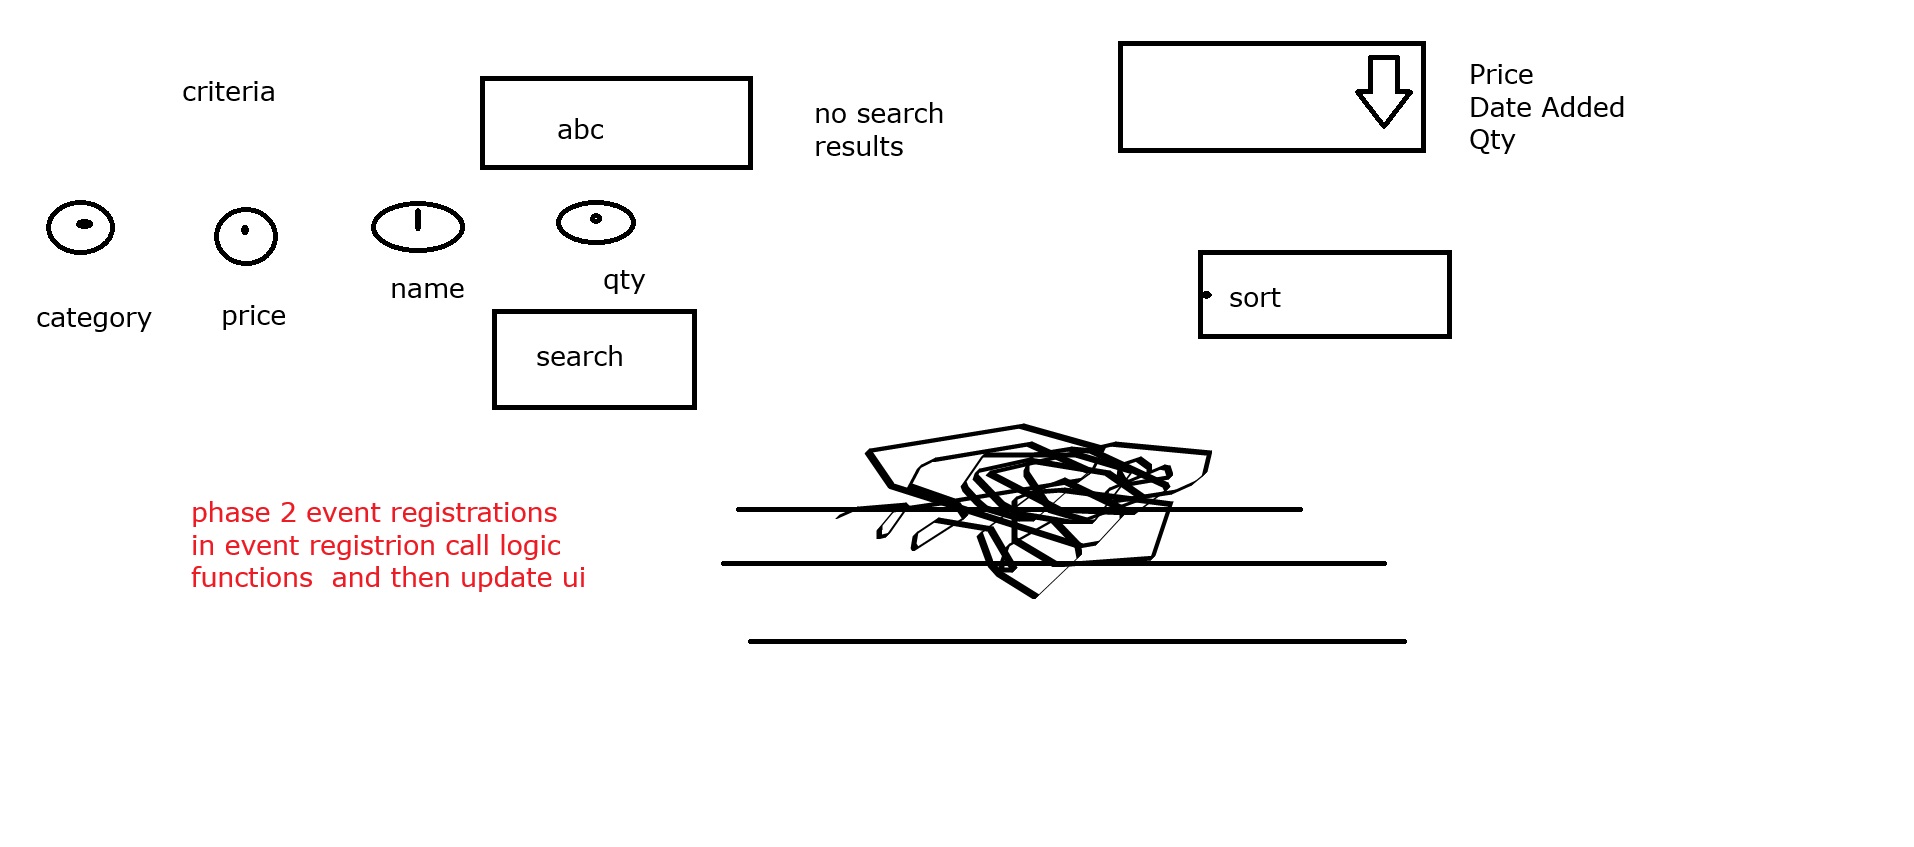 criteria
abc
no search
results
Price
Date Added
Qty
category
price
name
qty
search
sort
phase 2 event registrations
in event registrion call logic
functions  and then update ui